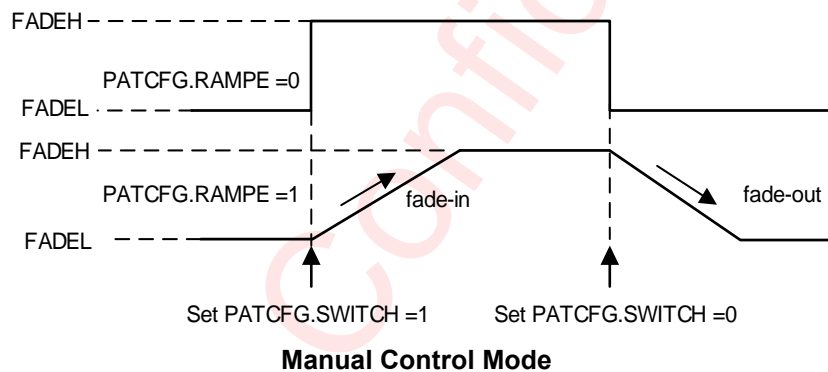 FADEH
PATCFG.RAMPE =0
FADEL
FADEH
PATCFG.RAMPE =1
fade-in
fade-out
FADEL
Set PATCFG.SWITCH =1
Set PATCFG.SWITCH =0
Manual Control Mode
Confi